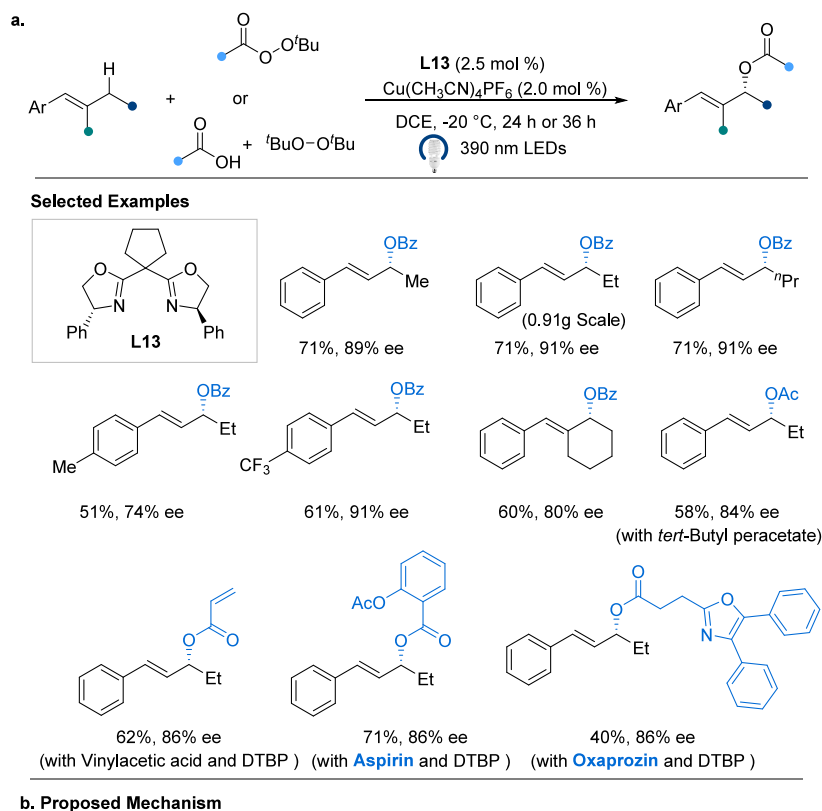 a.
H
Ar
+
O
O
OᵗBu
or
O
OH
+
ᵗBuO−OᵗBu
L13 (2.5 mol %)
Cu(CH3CN)4PF6 (2.0 mol %)
DCE, -20 °C, 24 h or 36 h
390 nm LEDs
O
O
Ar
Selected Examples
O
O
N
N
Ph
Ph
L13
OBz
Me
71%, 89% ee
OBz
Et
(0.91g Scale)
71%, 91% ee
OBz
ⁿPr
71%, 91% ee
OBz
Et
Me
51%, 74% ee
OBz
Et
CF3
61%, 91% ee
OBz
60%, 80% ee
OAc
Et
58%, 84% ee
(with tert-Butyl peracetate)
O
O
Et
62%, 86% ee
(with Vinylacetic acid and DTBP )
AcO
O
O
Et
71%, 86% ee
(with Aspirin and DTBP )
O
O
O
N
Et
40%, 86% ee
(with Oxaprozin and DTBP )
b. Proposed Mechanism